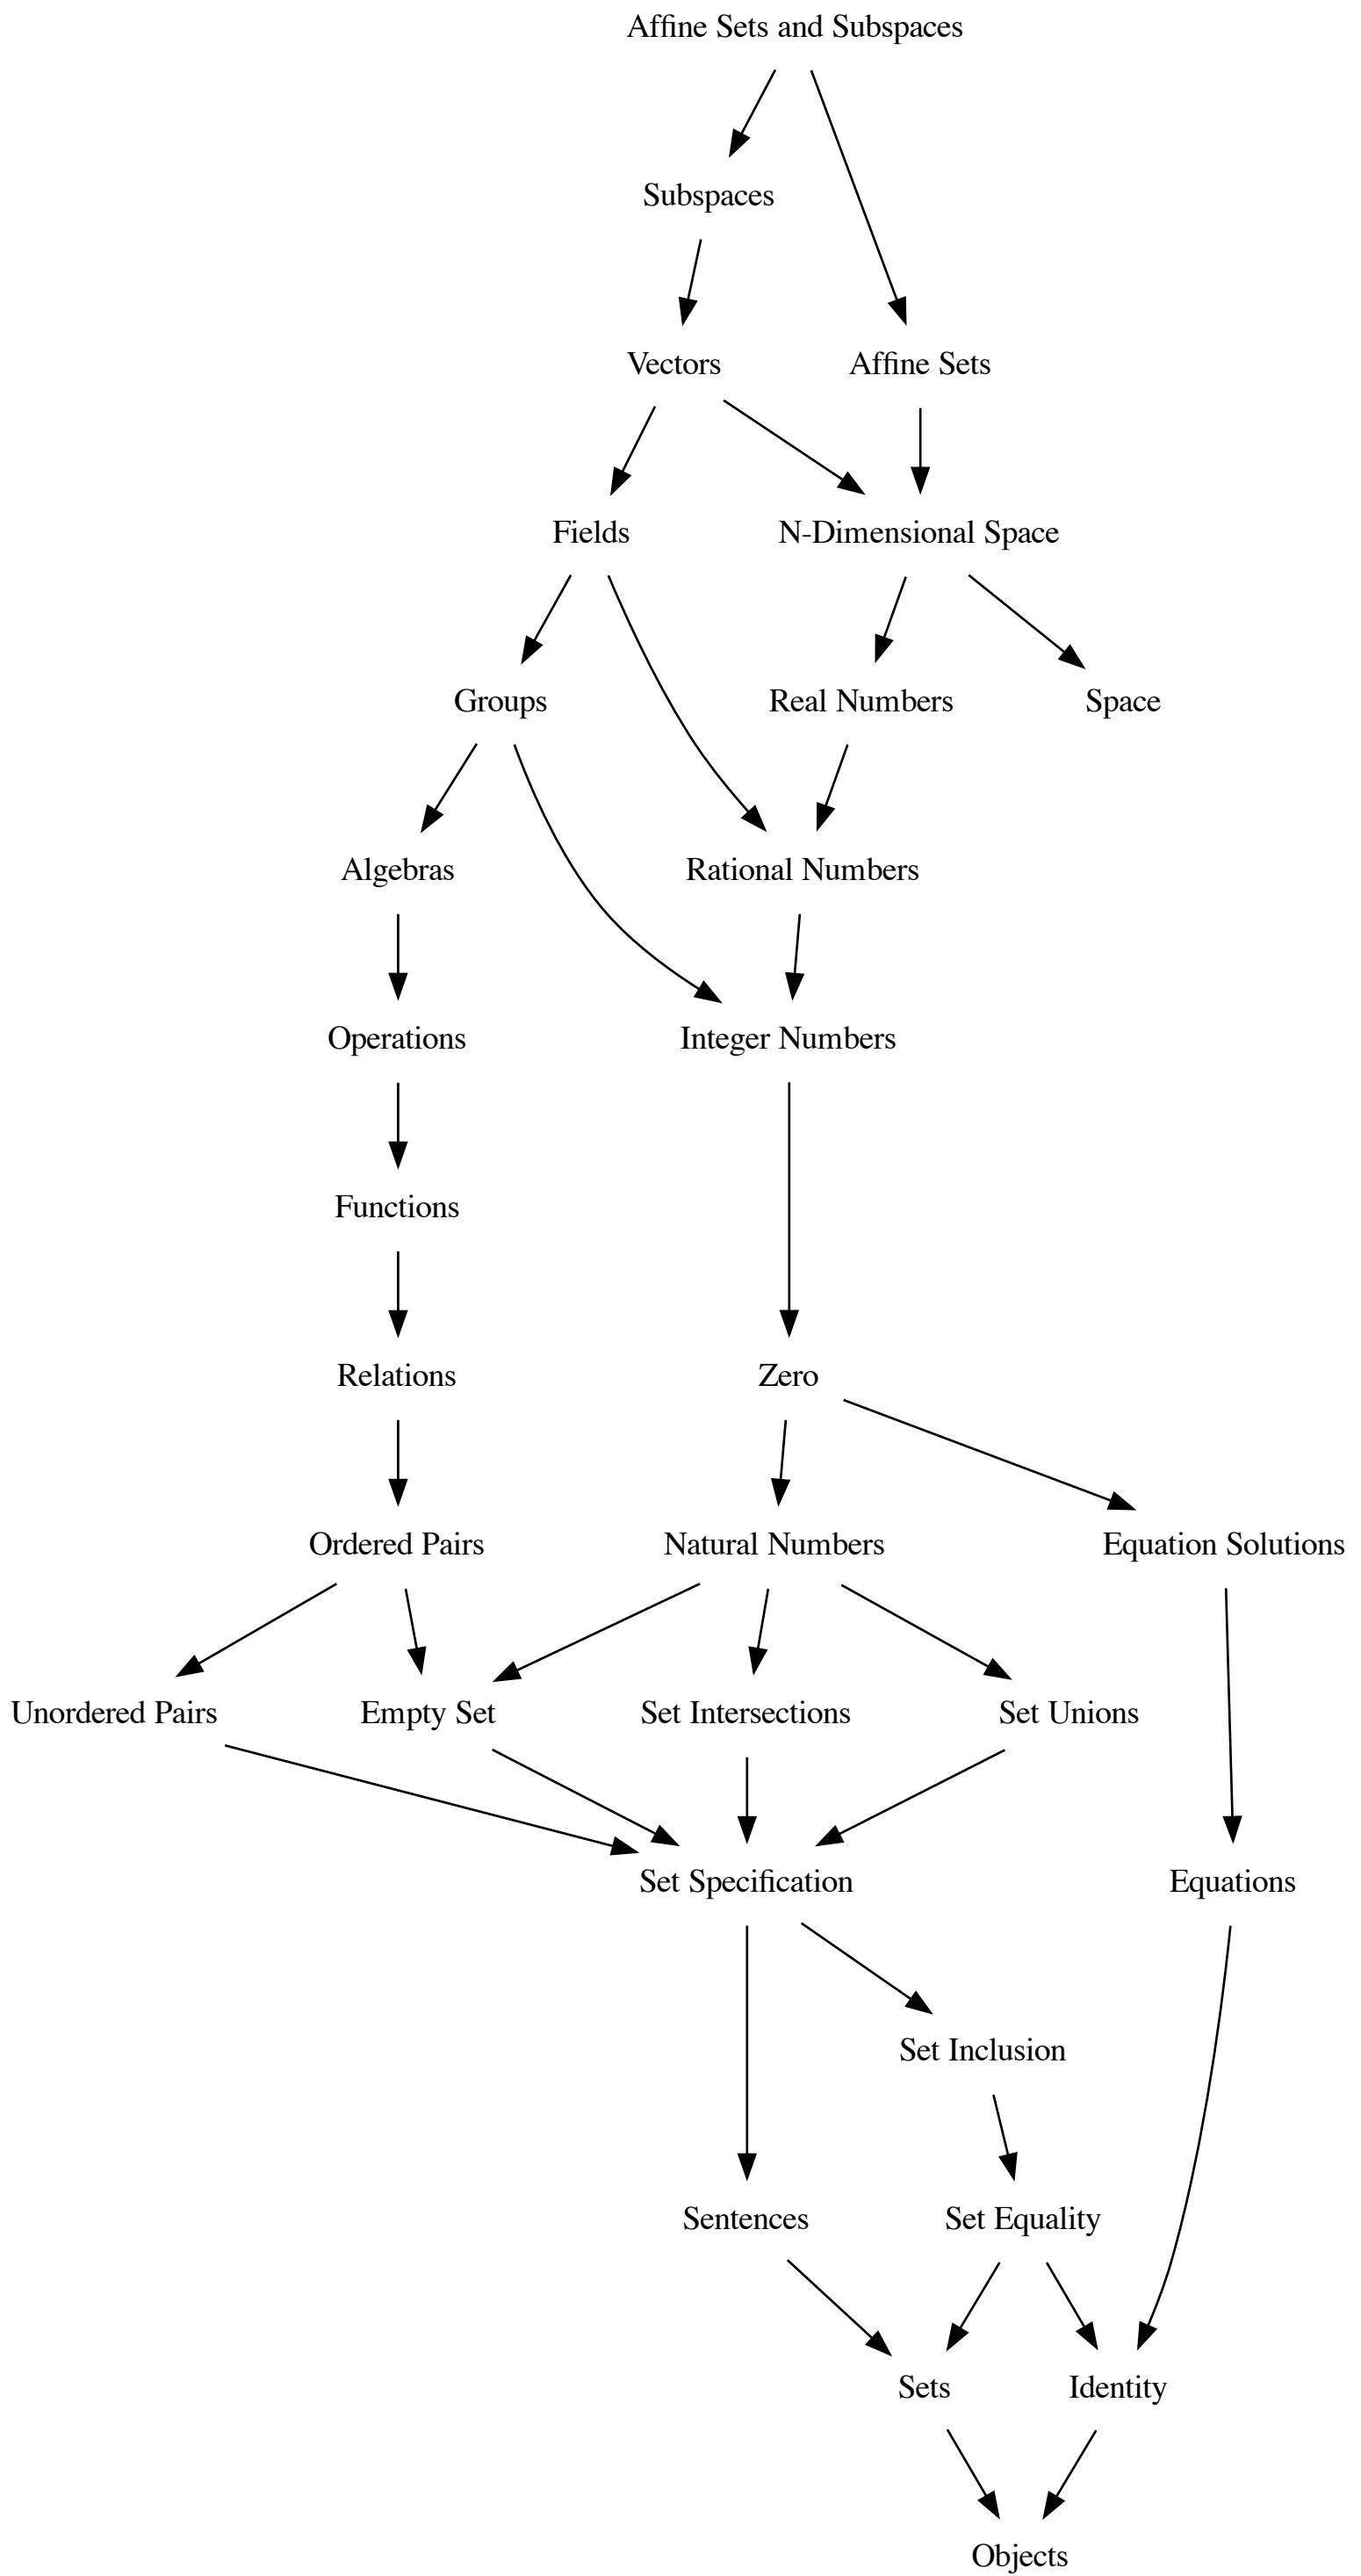 Affine Sets and Subspaces
Subspaces
Vectors
Affine Sets
Fields
N-Dimensional Space
Groups
Real Numbers
Space
Algebras
Rational Numbers
Operations
Integer Numbers
Functions
Relations
Zero
Ordered Pairs
Natural Numbers
Equation Solutions
Unordered Pairs
Empty Set
Set Intersections
Set Unions
Set Specification
Equations
Set Inclusion
Sentences
Set Equality
Sets
Identity
Objects